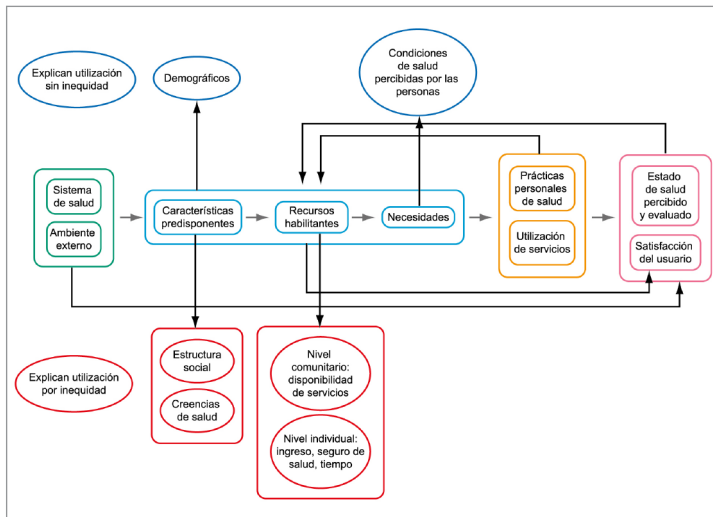 Explican utilización
sin inequidad
Demográficos
Condiciones
de salud
percibidas por las
personas
Sistema
de salud
Ambiente
externo
Características
predisponentes
Recursos
habilitantes
Necesidades
Prácticas
personales
de salud
Utilización
de servicios
Estado
de salud
percibido
y evaluado
Satisfacción
del usuario
Explican utilización
por inequidad
Estructura
social
Creencias
de salud
Nivel
comunitario:
disponibilidad
de servicios
Nivel individual:
ingreso, seguro de
salud, tiempo